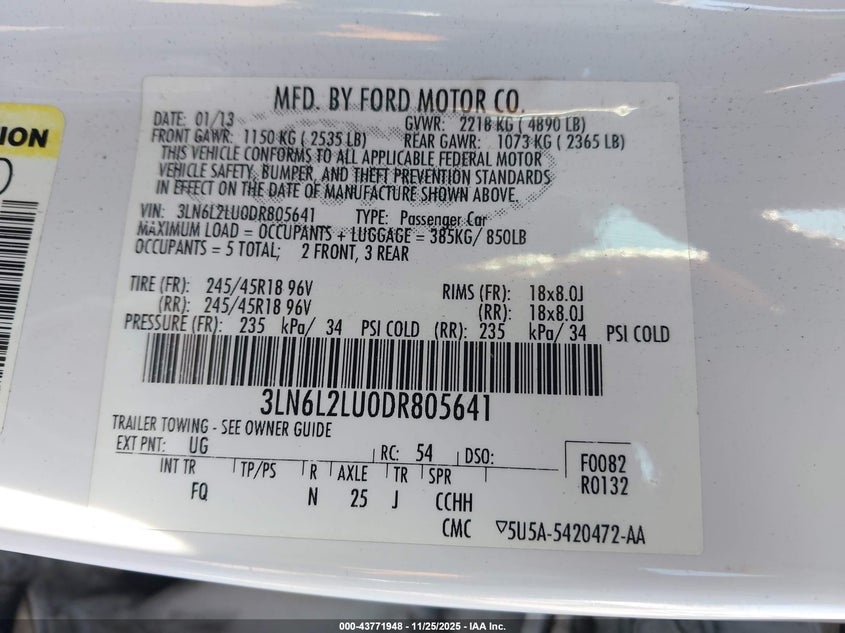 MFD. BY FORD MOTOR CO.
DATE: 01/13 GVWR: 2218 KG ( 4890 LB)
FRONT GAWR: 1150 KG ( 2535 LB) REAR GAWR: 1073 KG ( 2365 LB)
THIS VEHICLE CONFORMS TO ALL APPLICABLE FEDERAL MOTOR
VEHICLE SAFETY, BUMPER, AND THEFT PREVENTION STANDARDS
IN EFFECT ON THE DATE OF MANUFACTURE SHOWN ABOVE.
VIN: 3LN6L2LU0DR805641 TYPE: Passenger Car
MAXIMUM LOAD = OCCUPANTS + LUGGAGE = 385KG/ 850LB
OCCUPANTS = 5 TOTAL; 2 FRONT, 3 REAR
TIRE (FR): 245/45R18 96V RIMS (FR): 18x8.0J
(RR): 245/45R18 96V (RR): 18x8.0J
PRESSURE (FR): 235 kPa/ 34 PSI COLD (RR): 235 kPa/ 34 PSI COLD
3LN6L2LU0DR805641
TRAILER TOWING - SEE OWNER GUIDE
EXT PNT: UG RC: 54 DSO:
INT TR TP/PS R AXLE TR SPR
FQ N 25 J CCHH
F0082
R0132
CMC ▽5U5A-5420472-AA
000-43771948 - 11/25/2025 - IAA Inc.